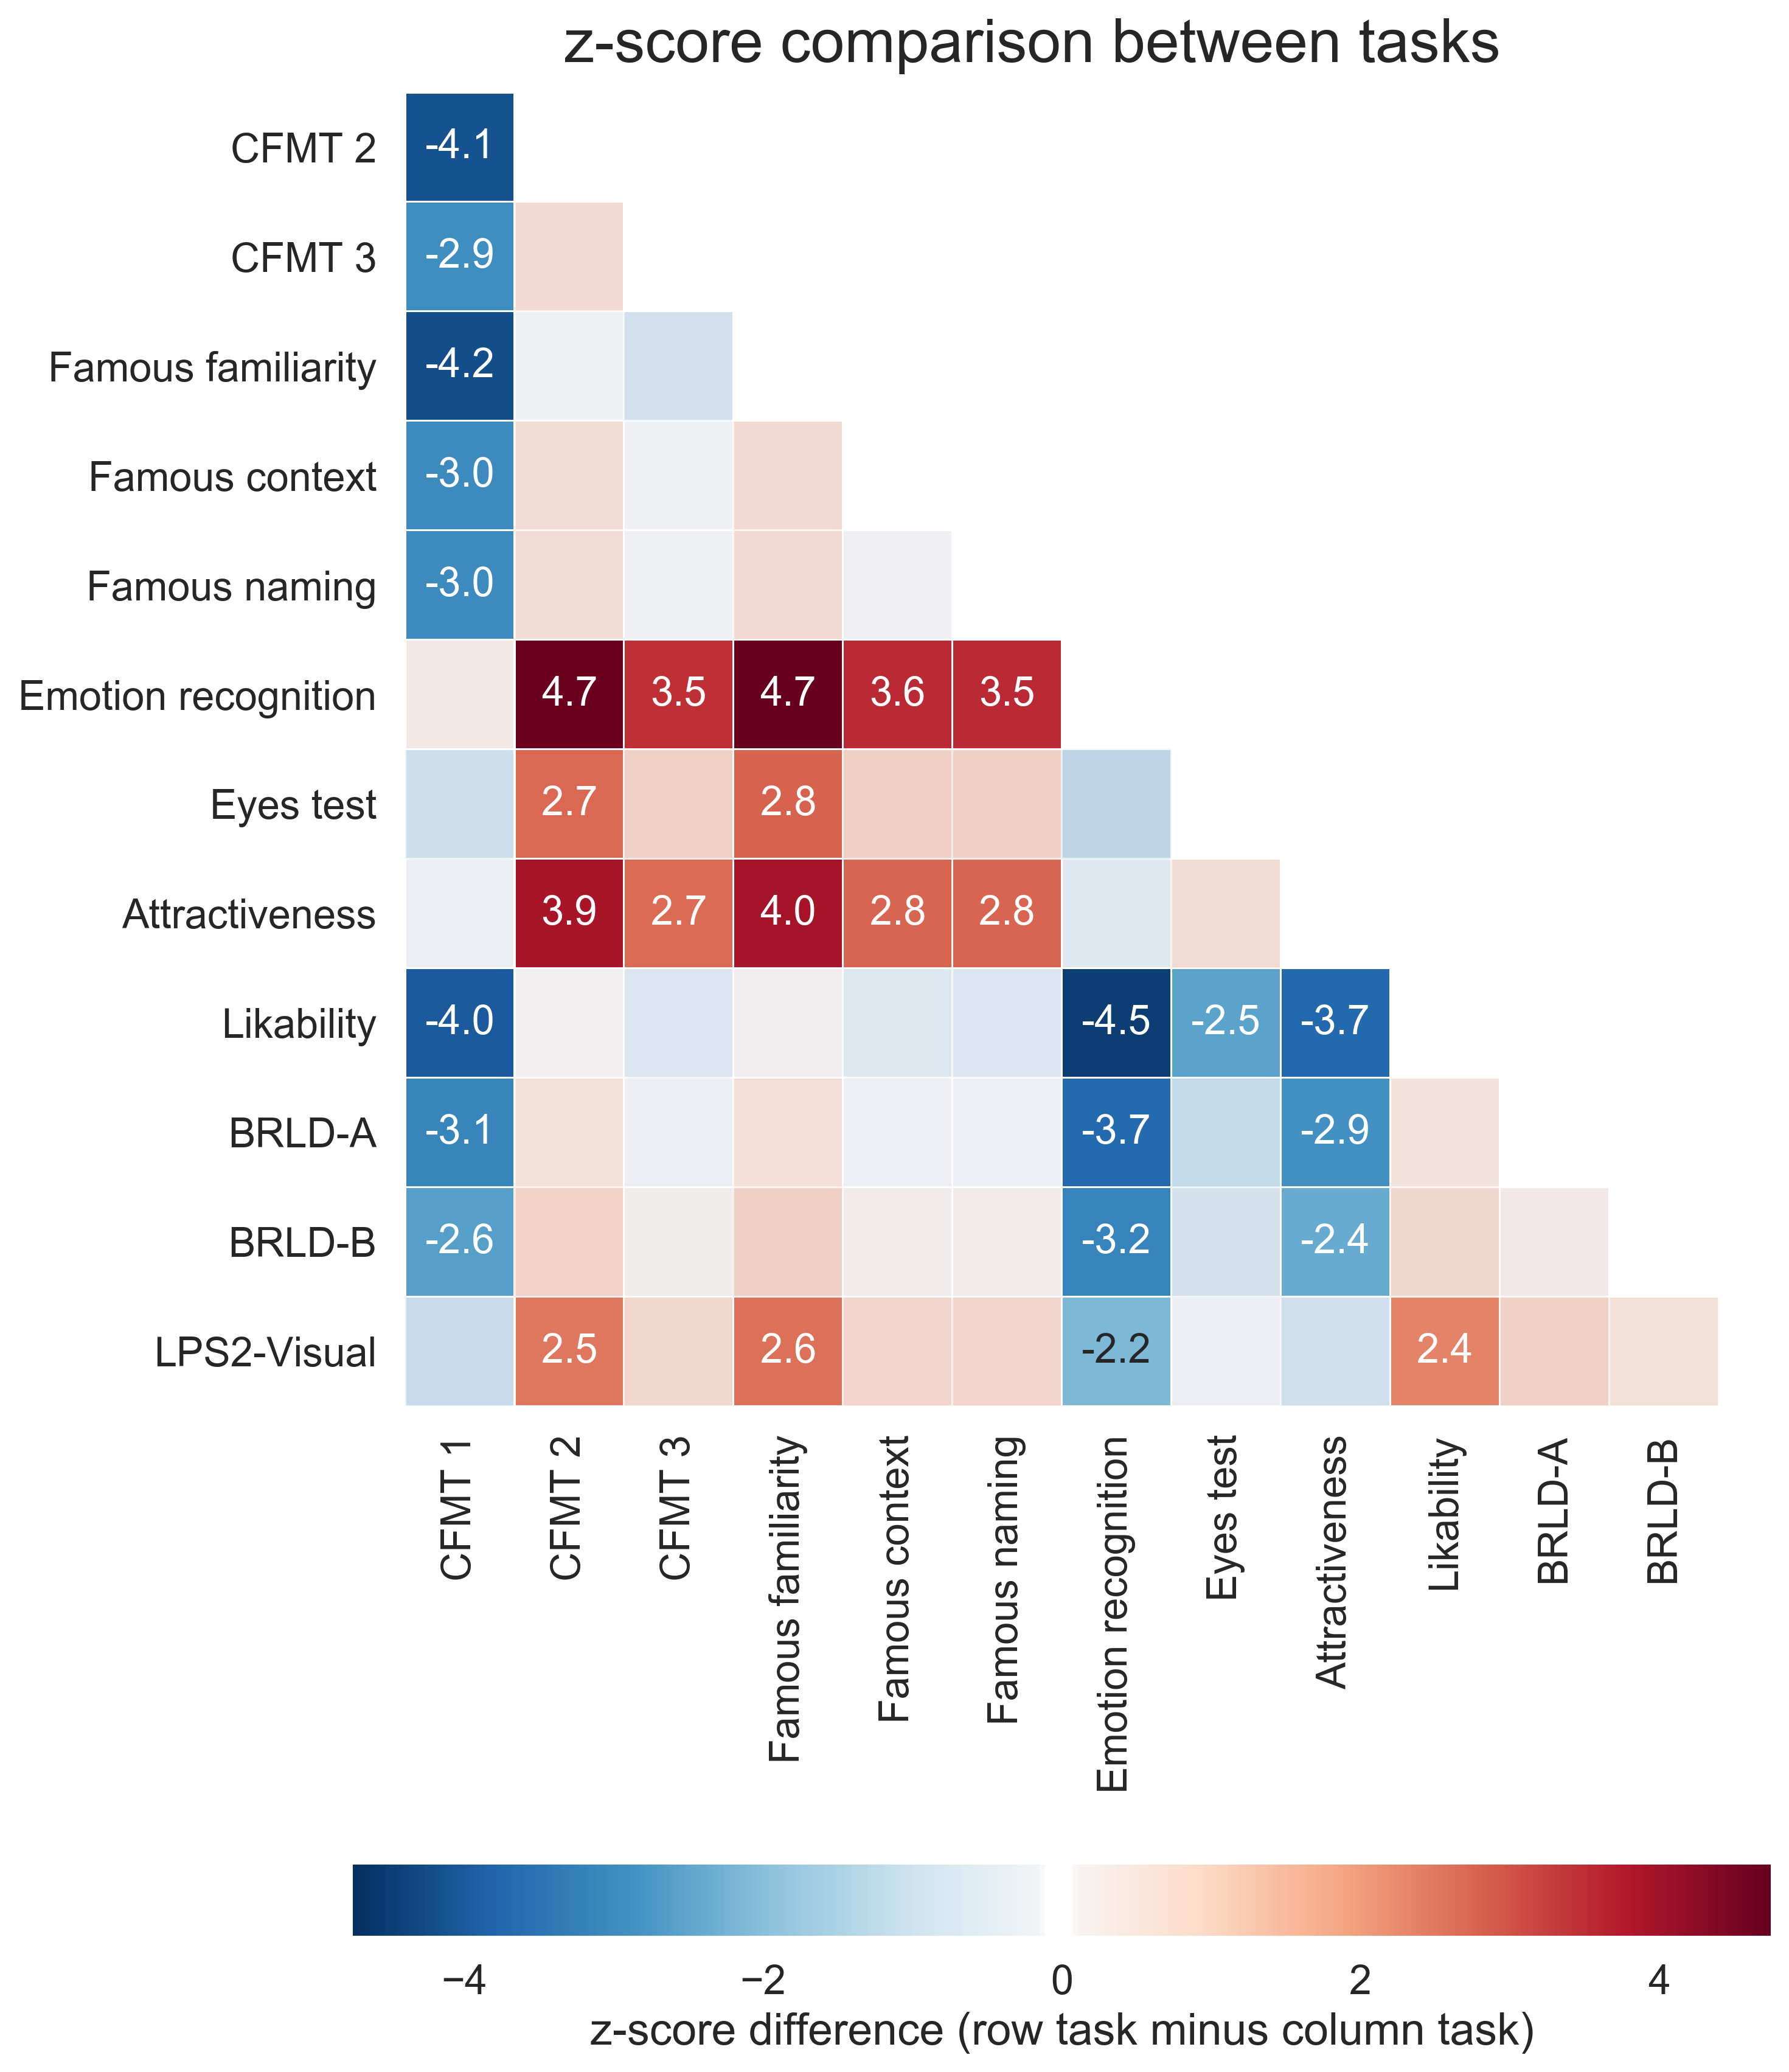 z-score comparison between tasks
CFMT 2 -4.1
CFMT 3 -2.9
Famous familiarity -4.2
Famous context -3.0
Famous naming -3.0
Emotion recognition 4.7 3.5 4.7 3.6 3.5
Eyes test 2.7 2.8
Attractiveness 3.9 2.7 4.0 2.8 2.8
Likability -4.0 -4.5 -2.5 -3.7
BRLD-A -3.1 -3.7 -2.9
BRLD-B -2.6 -3.2 -2.4
LPS2-Visual 2.5 2.6 -2.2 2.4
CFMT 1
CFMT 2
CFMT 3
Famous familiarity
Famous context
Famous naming
Emotion recognition
Eyes test
Attractiveness
Likability
BRLD-A
BRLD-B
−4 −2 0 2 4
z-score difference (row task minus column task)